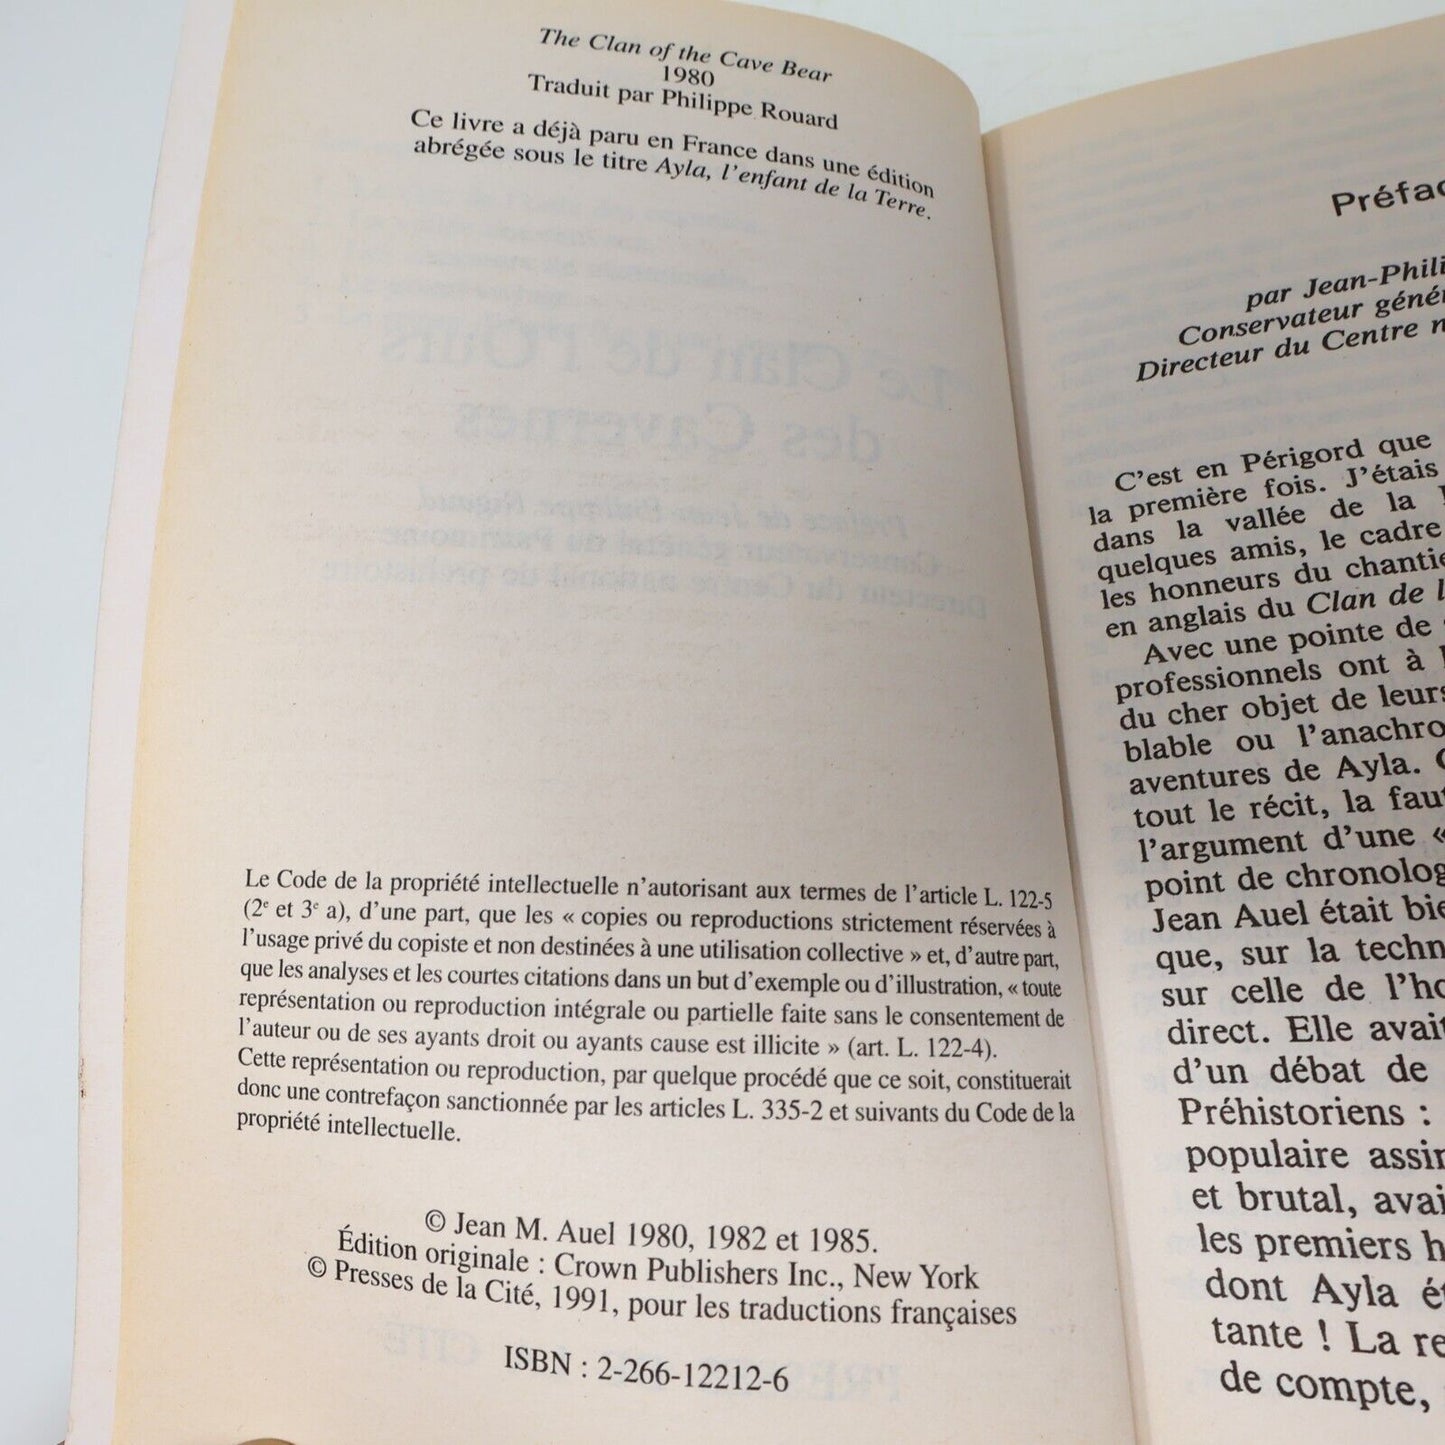 The Clan of the Cave Bear
1980
Traduit par Philippe Rouard
Ce livre a déjà paru en France dans une édition
abrégée sous le titre Ayla, l'enfant de la Terre.
Le Code de la propriété intellectuelle n'autorisant aux termes de l'article L. 122-5
(2e et 3e a), d'une part, que les « copies ou reproductions strictement réservées à
l'usage privé du copiste et non destinées à une utilisation collective » et, d'autre part,
que les analyses et les courtes citations dans un but d'exemple ou d'illustration, « toute
représentation ou reproduction intégrale ou partielle faite sans le consentement de
l'auteur ou de ses ayants droit ou ayants cause est illicite » (art. L. 122-4).
Cette représentation ou reproduction, par quelque procédé que ce soit, constituerait
donc une contrefaçon sanctionnée par les articles L. 335-2 et suivants du Code de la
propriété intellectuelle.
© Jean M. Auel 1980, 1982 et 1985.
Édition originale : Crown Publishers Inc., New York
© Presses de la Cité, 1991, pour les traductions françaises
ISBN : 2-266-12212-6
Préfac
par Jean-Phili
Conservateur géné
Directeur du Centre n
C'est en Périgord que
la première fois. J'étais
dans la vallée de la
quelques amis, le cadre
les honneurs du chantie
en anglais du Clan de l
Avec une pointe de
professionnels ont à
du cher objet de leurs
blable ou l'anachro
aventures de Ayla.
tout le récit, la faut
l'argument d'une «
point de chronolog
Jean Auel était bie
que, sur la techn
sur celle de l'ho
direct. Elle avait
d'un débat de
Préhistoriens :
populaire assim
et brutal, avai
les premiers h
dont Ayla ét
tante ! La re
de compte,